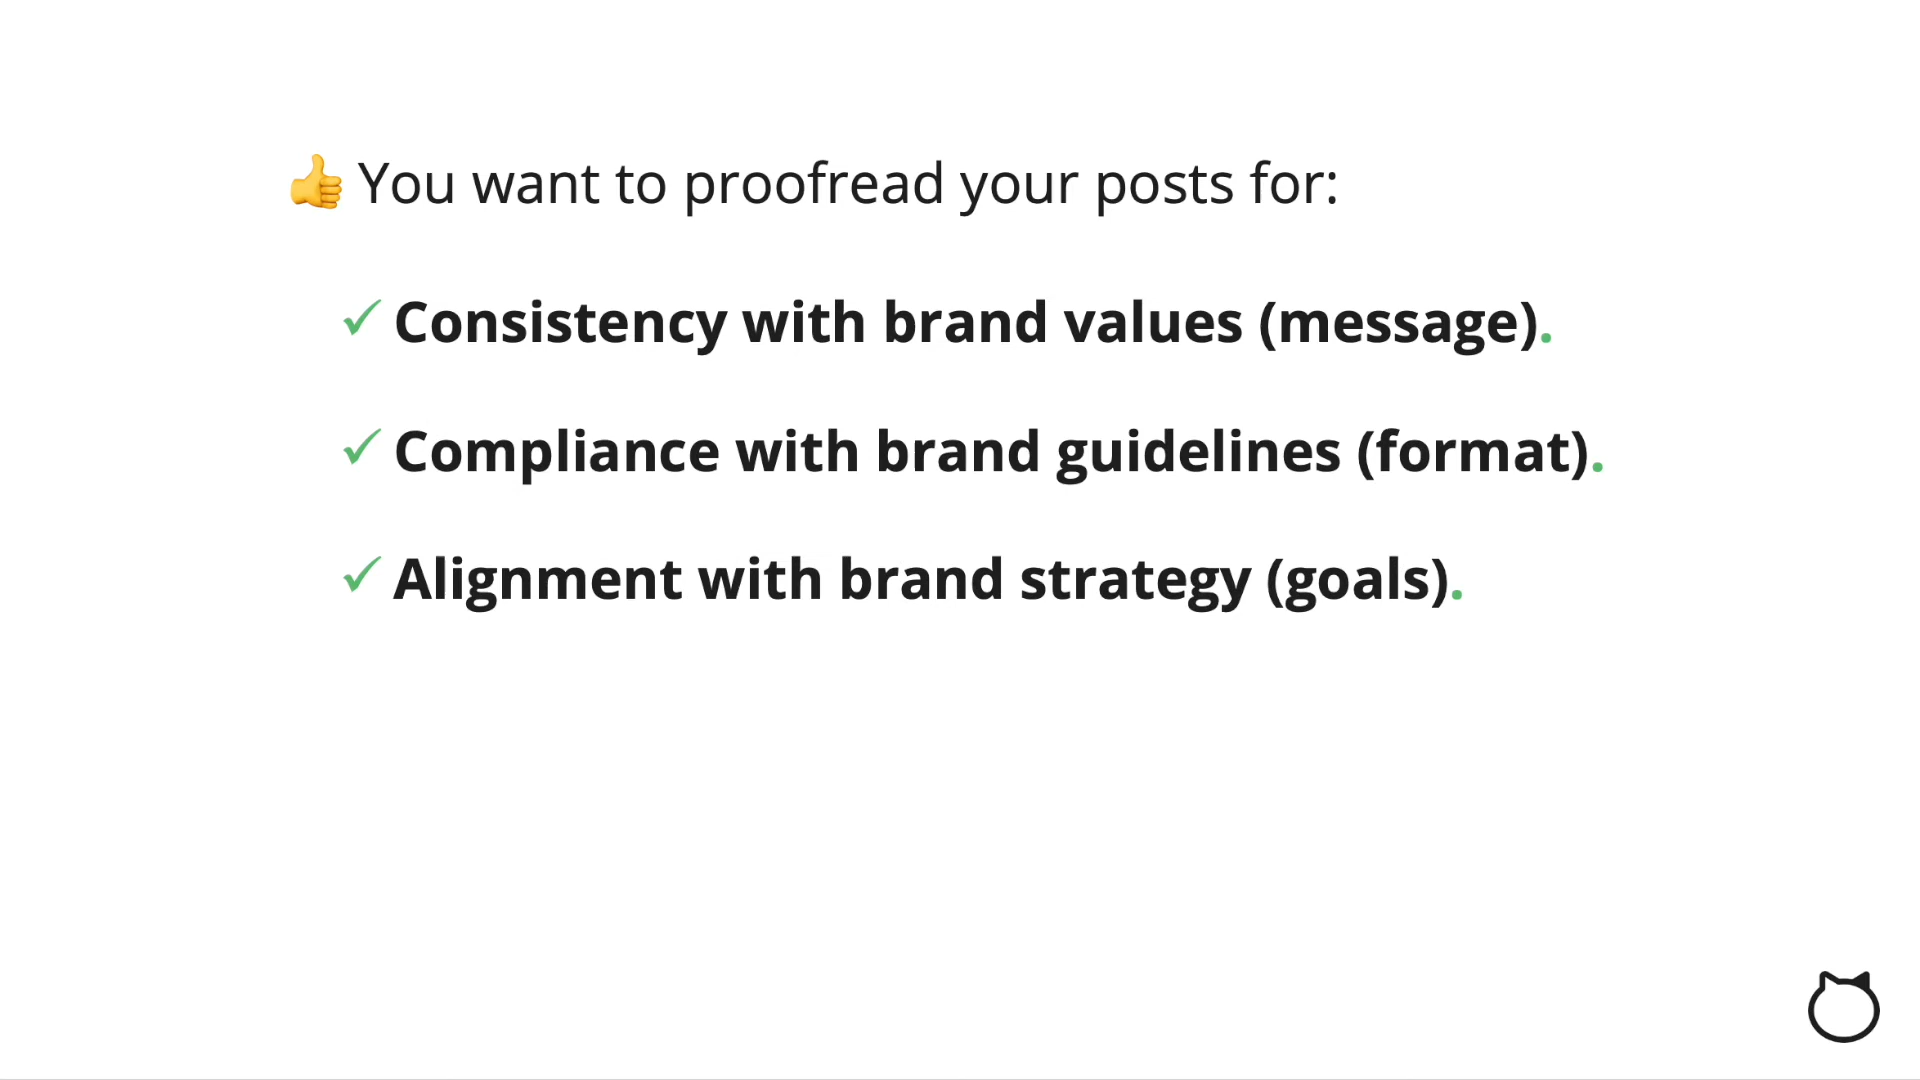 👍 You want to proofread your posts for:
✓ Consistency with brand values (message).
✓ Compliance with brand guidelines (format).
✓ Alignment with brand strategy (goals).